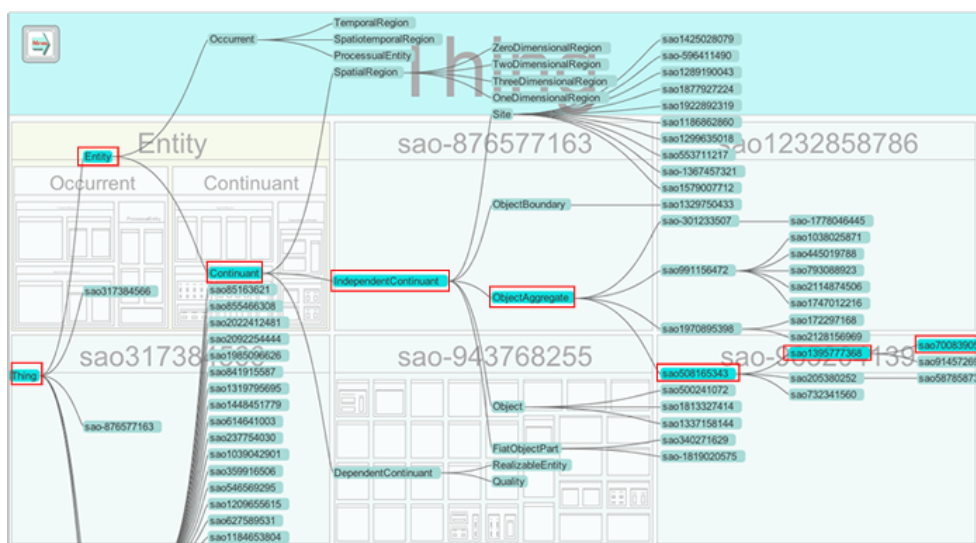 Thing
Entity
sao-876577163
sao1232858786
Occurrent
Continuant
sao-943768255
Thing
Entity
sao317384566
sao-876577163
Occurrent
Continuant
sao85163621
sao855466308
sao2022412481
sao2092254444
sao1985096626
sao841915587
sao1319795695
sao1448451779
sao614641003
sao237754030
sao1039042901
sao359916506
sao546569295
sao1209655615
sao627589531
sao1184653804
TemporalRegion
SpatiotemporalRegion
ProcessualEntity
SpatialRegion
IndependentContinuant
DependentContinuant
ZeroDimensionalRegion
TwoDimensionalRegion
ThreeDimensionalRegion
OneDimensionalRegion
Site
ObjectBoundary
ObjectAggregate
Object
FiatObjectPart
RealizableEntity
Quality
sao1425028079
sao-596411490
sao1289190043
sao1877927224
sao1922892319
sao1186862860
sao1299635018
sao553711217
sao-1367457321
sao1579007712
sao1329750433
sao-301233507
sao991156472
sao1970895398
sao508165343
sao500241072
sao1813327414
sao1337158144
sao340271629
sao-1819020575
sao-1778046445
sao1038025871
sao445019788
sao793088923
sao2114874506
sao1747012216
sao172297168
sao2128156969
sao1395777368
sao205380252
sao732341560
sao70083905
sao91457269
sao58785873